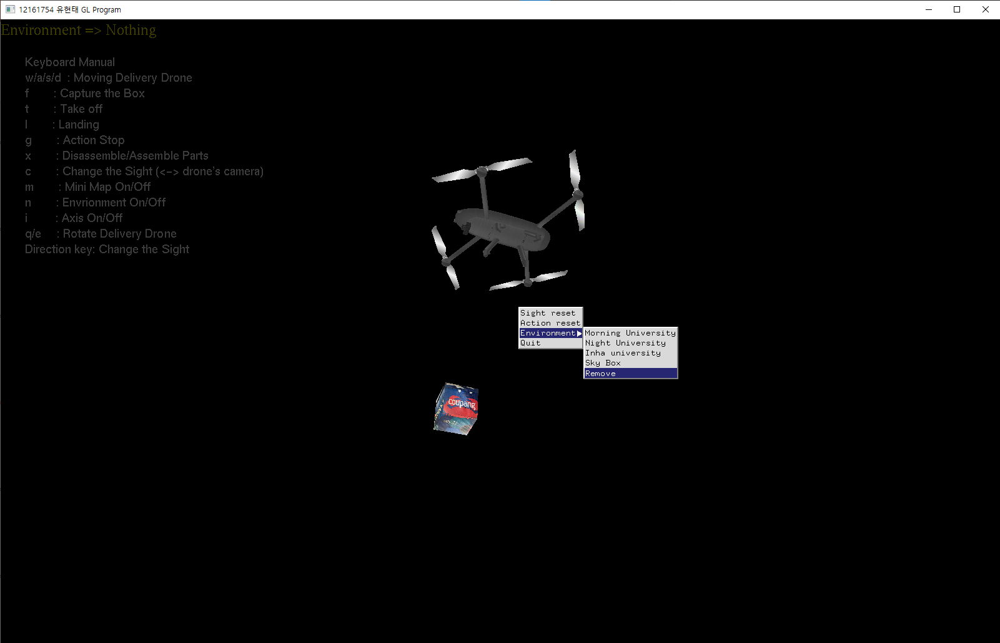 12161754 유현태 GL Program
Environment => Nothing
Keyboard Manual
w/a/s/d : Moving Delivery Drone
f : Capture the Box
t : Take off
l : Landing
g : Action Stop
x : Disassemble/Assemble Parts
c : Change the Sight (<-> drone's camera)
m : Mini Map On/Off
n : Envrionment On/Off
i : Axis On/Off
q/e : Rotate Delivery Drone
Direction key: Change the Sight
Sight reset
Action reset
Environment
Quit
Morning University
Night University
Inha university
Sky Box
Remove
coupang